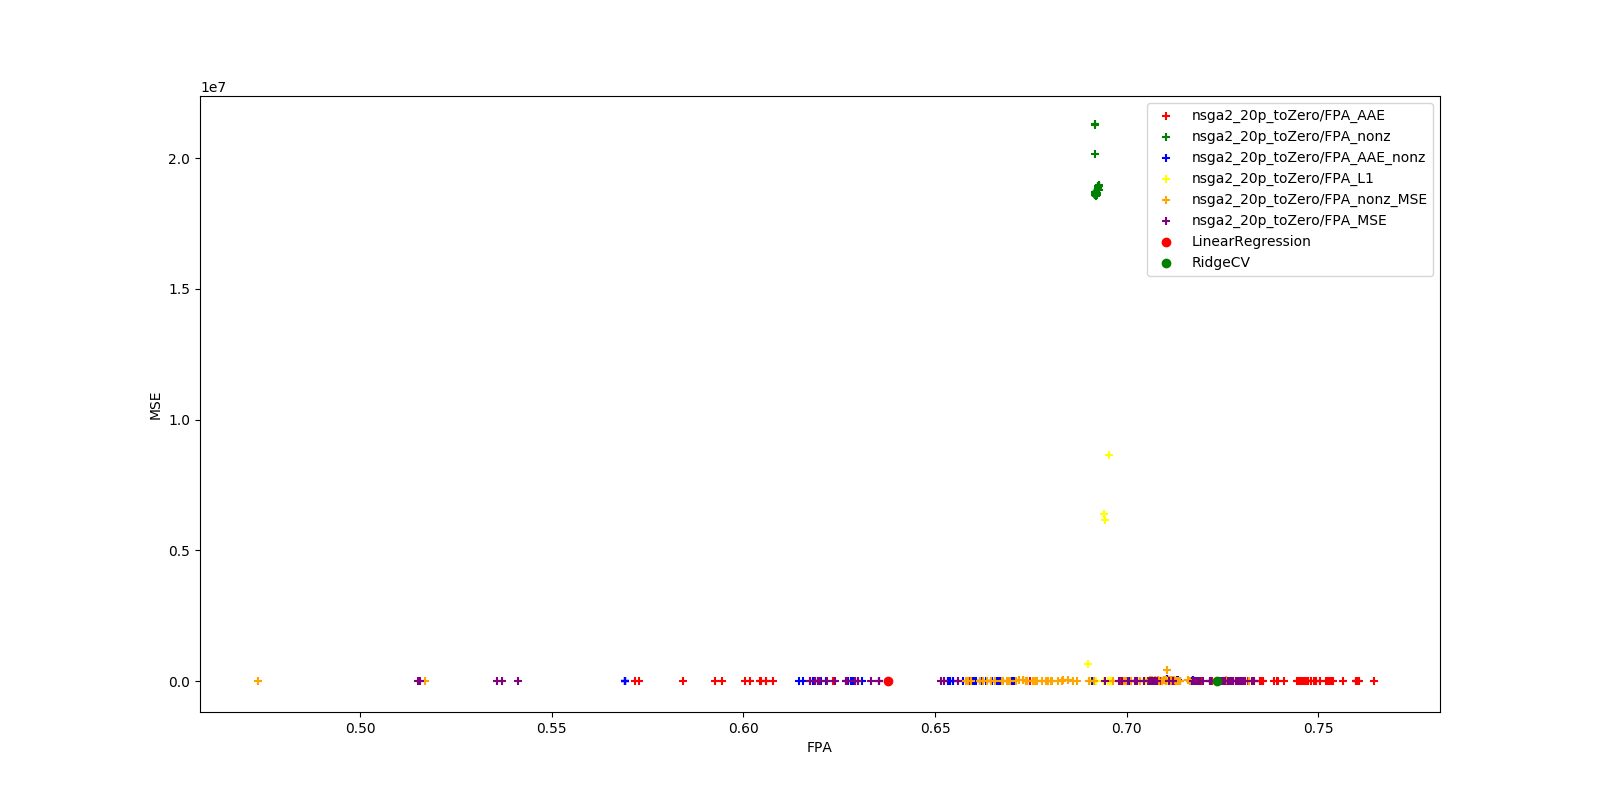 1e7
nsga2_20p_toZero/FPA_AAE
nsga2_20p_toZero/FPA_nonz
nsga2_20p_toZero/FPA_AAE_nonz
nsga2_20p_toZero/FPA_L1
nsga2_20p_toZero/FPA_nonz_MSE
nsga2_20p_toZero/FPA_MSE
LinearRegression
RidgeCV
2.0
1.5
1.0
0.5
0.0
MSE
0.50 0.55 0.60 0.65 0.70 0.75
FPA